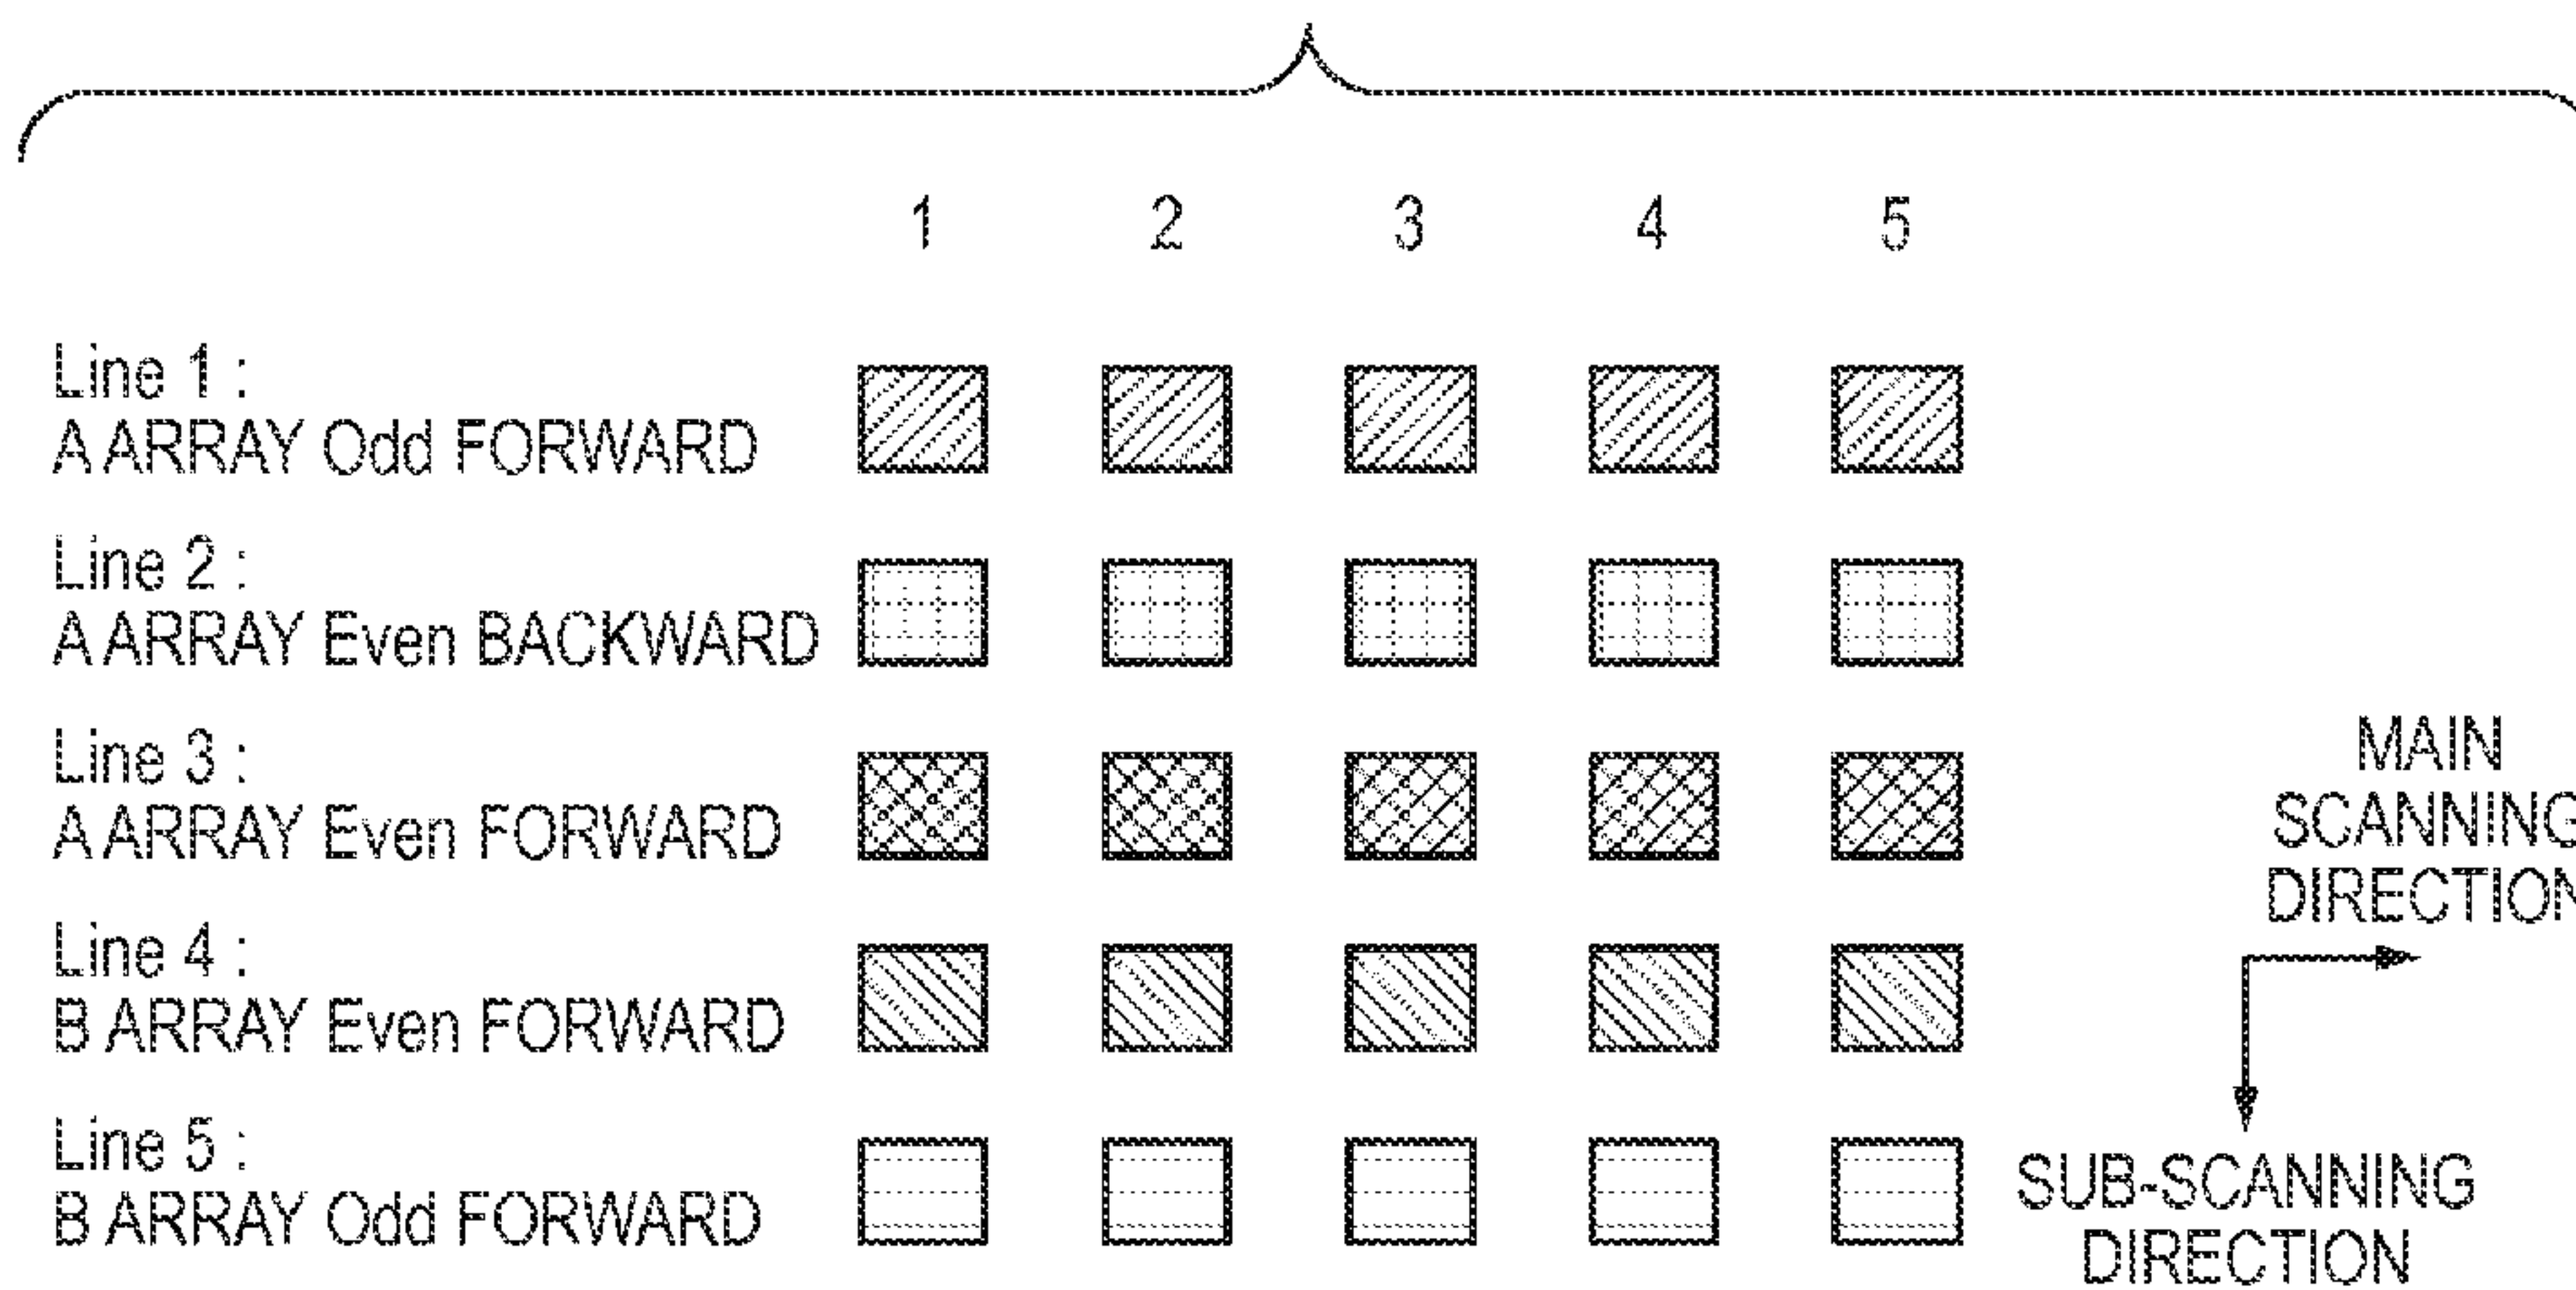 1 2 3 4 5
Line 1 :
A ARRAY Odd FORWARD
Line 2 :
A ARRAY Even BACKWARD
Line 3 :
A ARRAY Even FORWARD
Line 4 :
B ARRAY Even FORWARD
Line 5 :
B ARRAY Odd FORWARD
MAIN
SCANNING
DIRECTION
SUB-SCANNING
DIRECTION